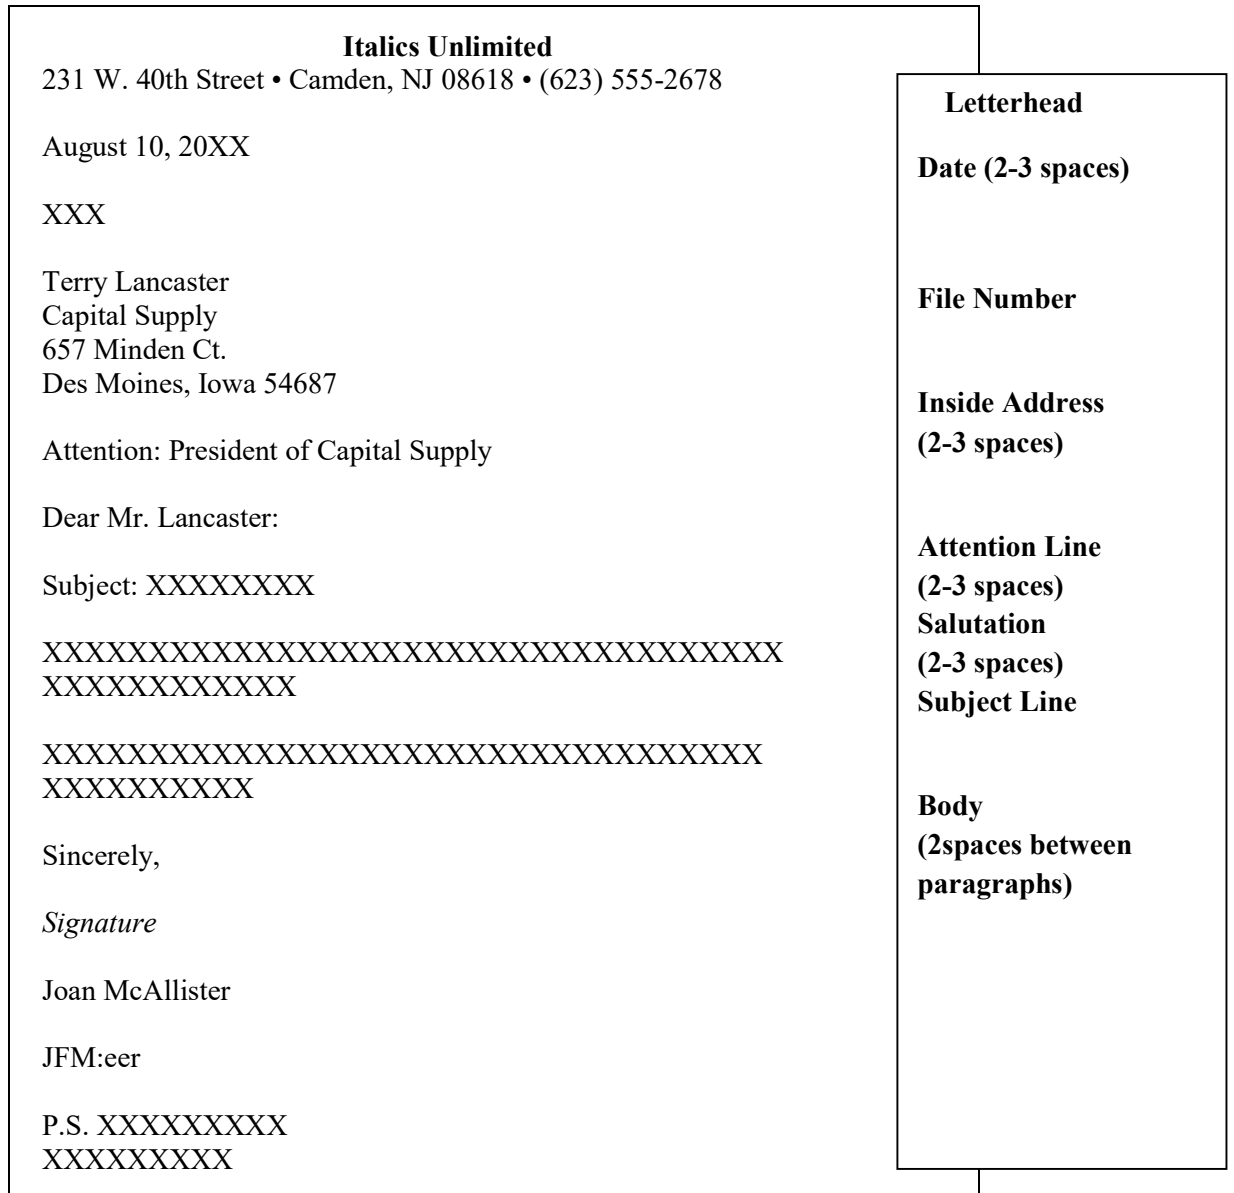 Italics Unlimited
231 W. 40th Street • Camden, NJ 08618 • (623) 555-2678
August 10, 20XX
XXX
Terry Lancaster
Capital Supply
657 Minden Ct.
Des Moines, Iowa 54687
Attention: President of Capital Supply
Dear Mr. Lancaster:
Subject: XXXXXXXX
XXXXXXXXXXXXXXXXXXXXXXXXXXXXXXXXXXX
XXXXXXXXXXXX
XXXXXXXXXXXXXXXXXXXXXXXXXXXXXXXXXX
XXXXXXXXXX
Sincerely,
Signature
Joan McAllister
JFM:eer
P.S. XXXXXXXXX
XXXXXXXXX
Letterhead
Date (2-3 spaces)
File Number
Inside Address
(2-3 spaces)
Attention Line
(2-3 spaces)
Salutation
(2-3 spaces)
Subject Line
Body
(2spaces between
paragraphs)